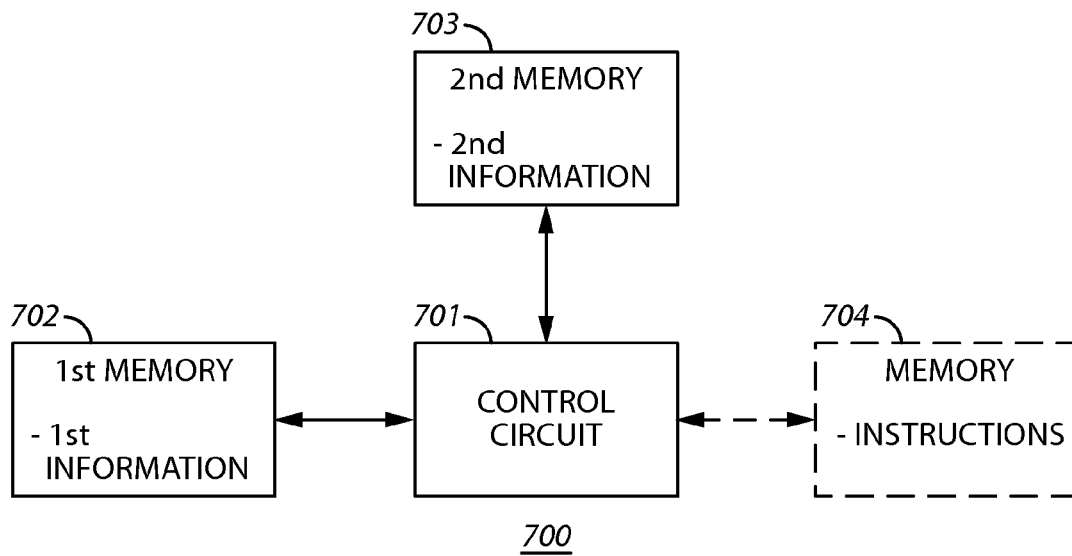 703
2nd MEMORY
- 2nd
INFORMATION
702
1st MEMORY
- 1st
INFORMATION
701
CONTROL
CIRCUIT
704
MEMORY
- INSTRUCTIONS
700